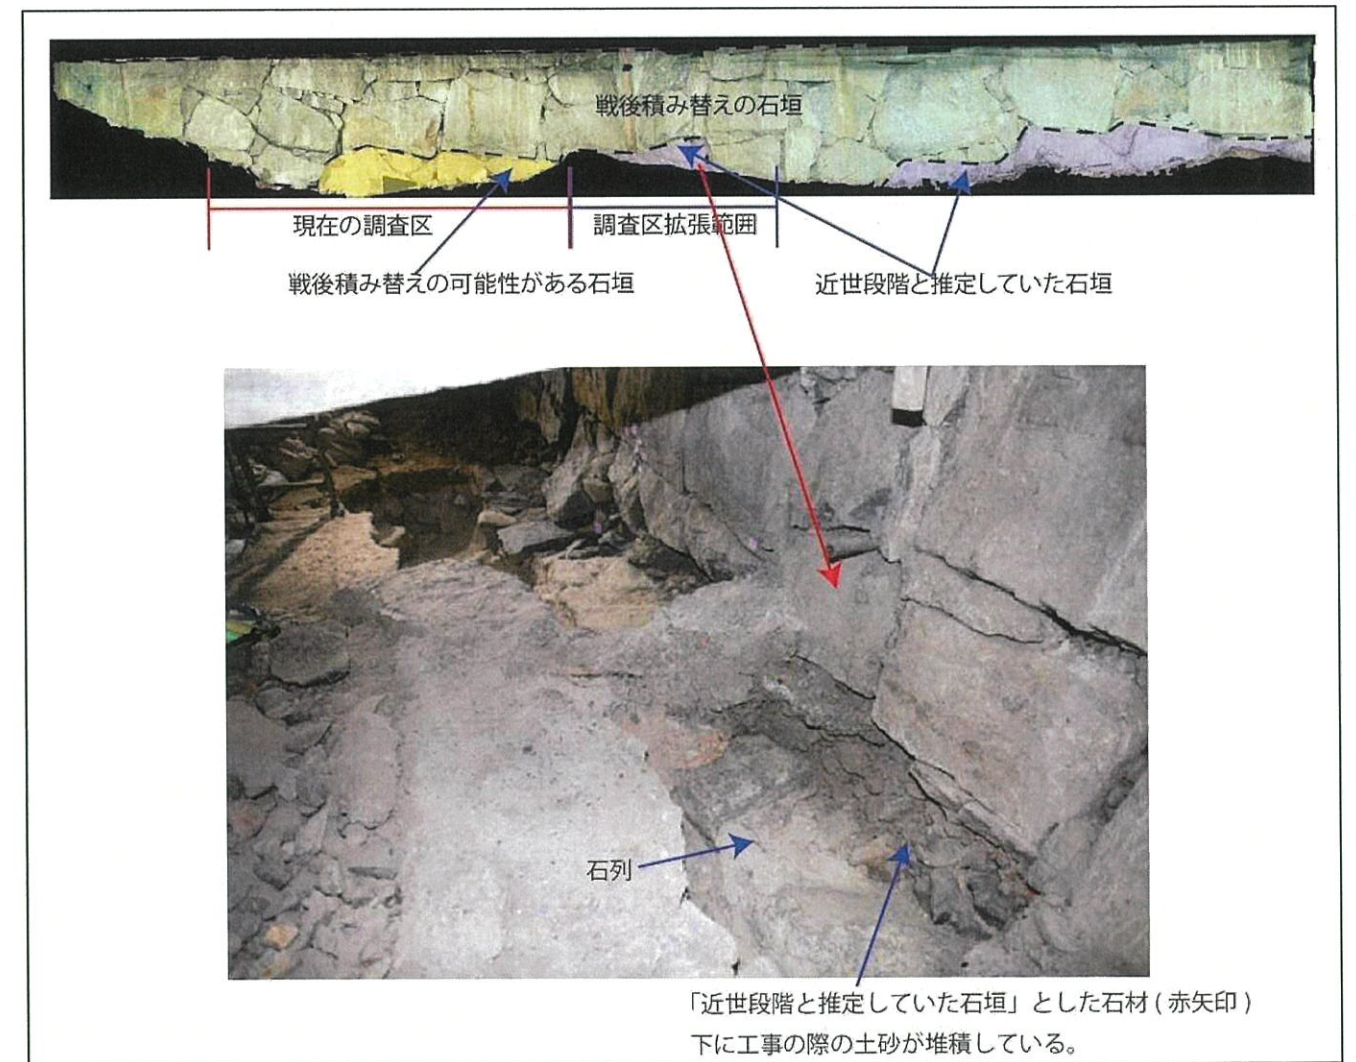 戦後積み替えの石垣
現在の調査区
調査区拡張範囲
戦後積み替えの可能性がある石垣
近世段階と推定していた石垣
石列
「近世段階と推定していた石垣」とした石材(赤矢印)
下に工事の際の土砂が堆積している。